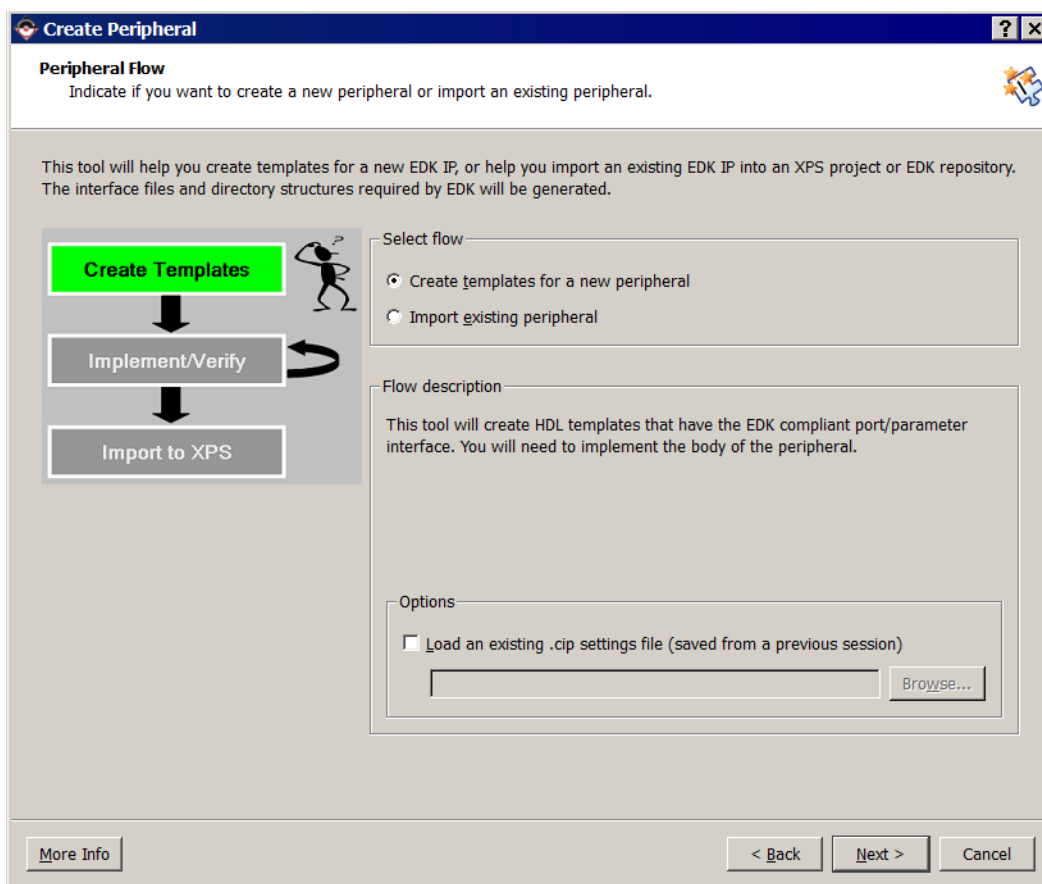 Create Peripheral
Peripheral Flow
Indicate if you want to create a new peripheral or import an existing peripheral.
This tool will help you create templates for a new EDK IP, or help you import an existing EDK IP into an XPS project or EDK repository.
The interface files and directory structures required by EDK will be generated.
Create Templates
?
Implement/Verify
Import to XPS
Select flow
Create templates for a new peripheral
Import existing peripheral
Flow description
This tool will create HDL templates that have the EDK compliant port/parameter
interface. You will need to implement the body of the peripheral.
Options
Load an existing .cip settings file (saved from a previous session)
Browse...
More Info
< Back
Next >
Cancel